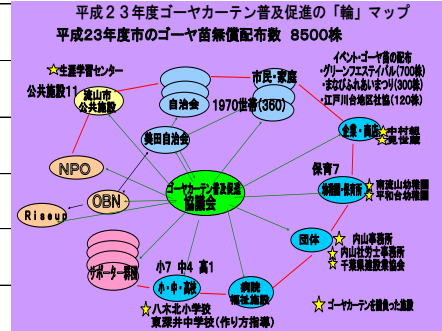 平成23年度ゴーヤカーテン普及促進の「輪」マップ
平成23年度市のゴーヤ苗無償配布数 8500株
イベント・ゴーヤ苗の配布
・グリーンフェスティバル(700株)
・まなびふれあいまつり(300株)
・江戸川台地区社協(120株)
生涯学習センター
公共施設11
流山市
公共施設
自治会
市民・家庭
1970世帯(350)
美田自治会
企業・商店
NPO
OBN
Riseup
ゴーヤカーテン普及促進
協議会
保育7
幼稚園・保育所
南流山幼稚園
平和台幼稚園
団体
内山事務所
内山社労士事務所
千葉県建設業協会
サポーター群視
小7 中4 高1
小・中・高校
病院
福祉施設
八木北小学校
東深井中学校(作り方指導)
ゴーヤカーテンを競食った施設